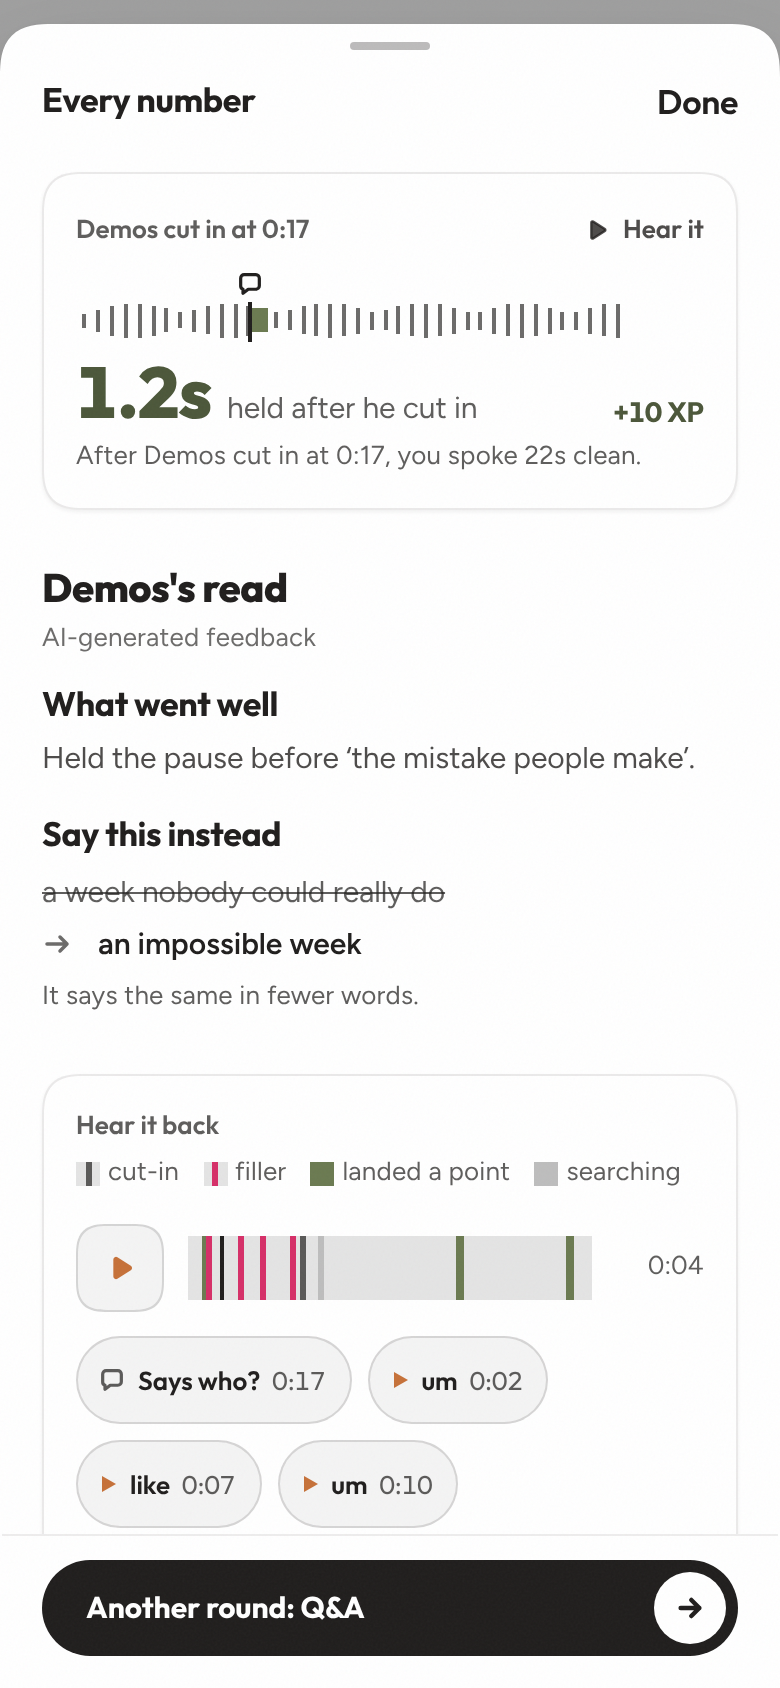 Every number
Done
Demos cut in at 0:17
Hear it
1.2s held after he cut in
+10 XP
After Demos cut in at 0:17, you spoke 22s clean.
Demos's read
AI-generated feedback
What went well
Held the pause before ‘the mistake people make’.
Say this instead
a week nobody could really do
→ an impossible week
It says the same in fewer words.
Hear it back
cut-in filler landed a point searching
0:04
Says who? 0:17 um 0:02
like 0:07 um 0:10
Another round: Q&A